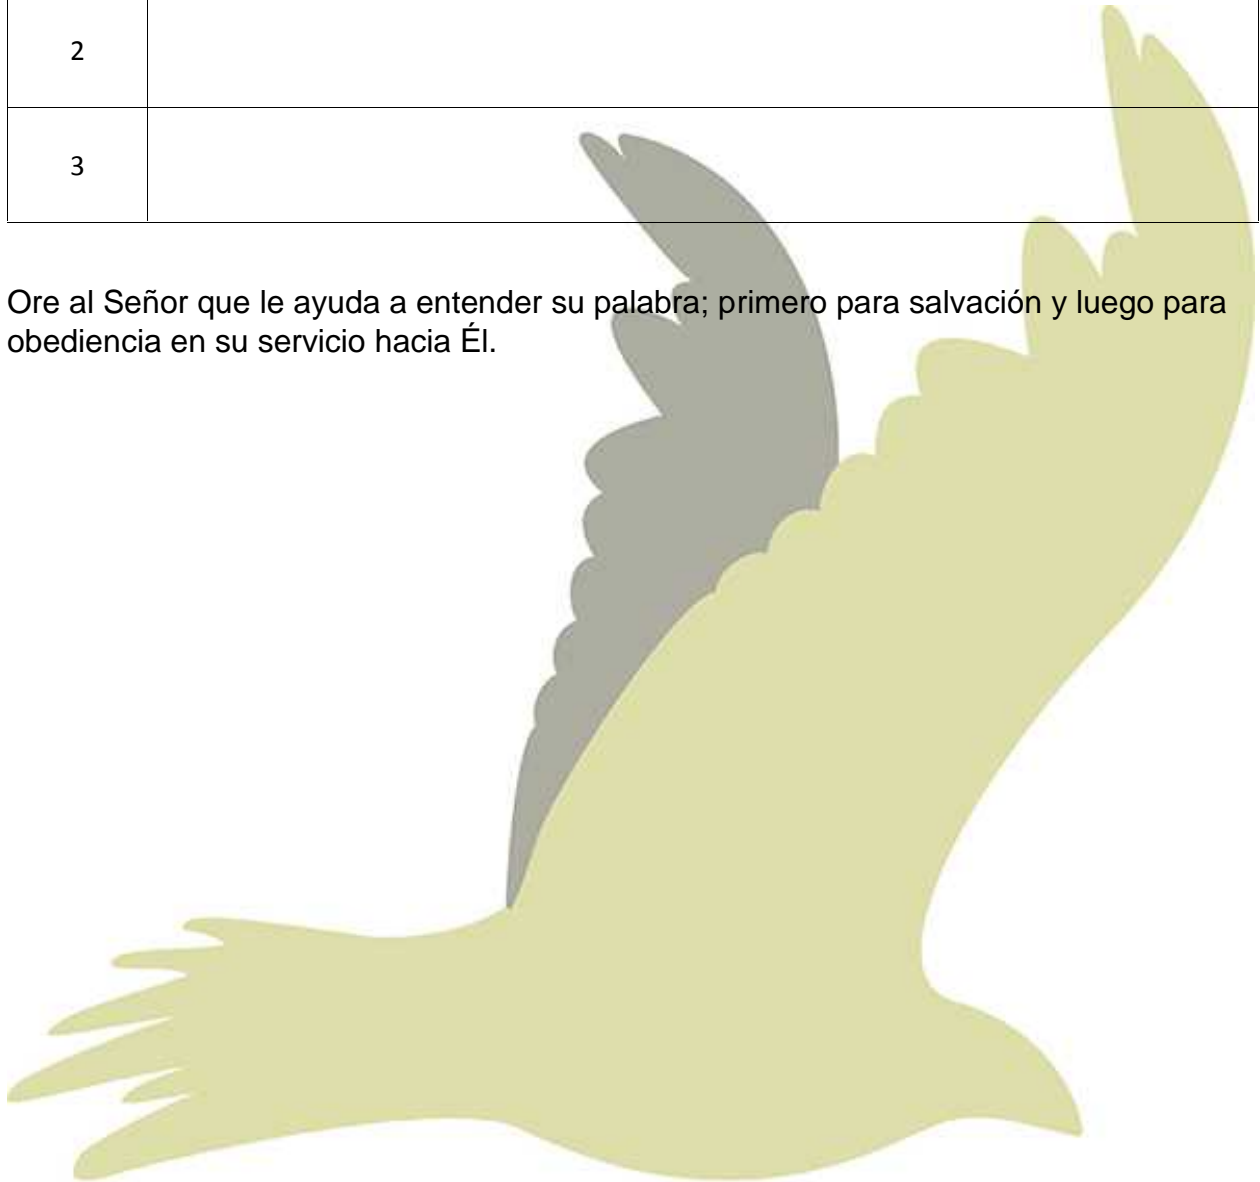 2
3
Ore al Señor que le ayuda a entender su palabra; primero para salvación y luego para
obediencia en su servicio hacia Él.